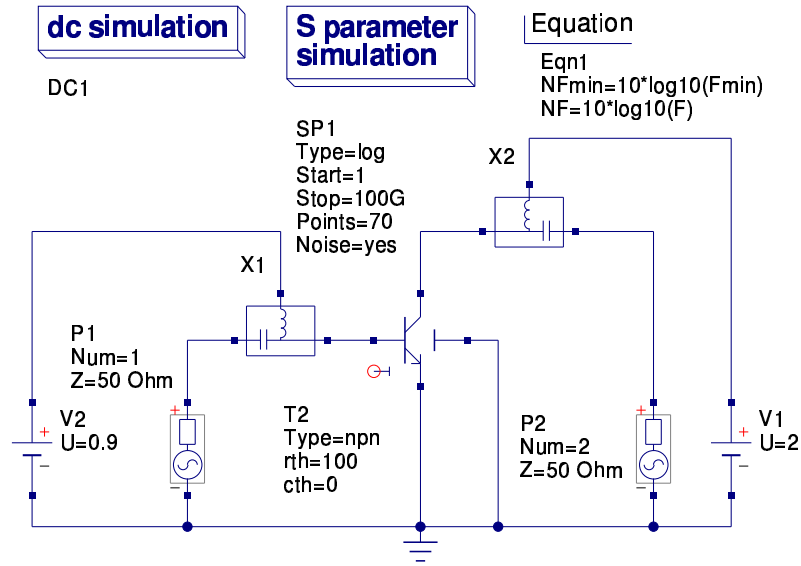 dc simulation
S parameter
simulation
Equation
DC1
Eqn1
NFmin=10*log10(Fmin)
NF=10*log10(F)
SP1
Type=log
Start=1
Stop=100G
Points=70
Noise=yes
X2
X1
P1
Num=1
Z=50 Ohm
V2
U=0.9
T2
Type=npn
rth=100
cth=0
P2
Num=2
Z=50 Ohm
V1
U=2